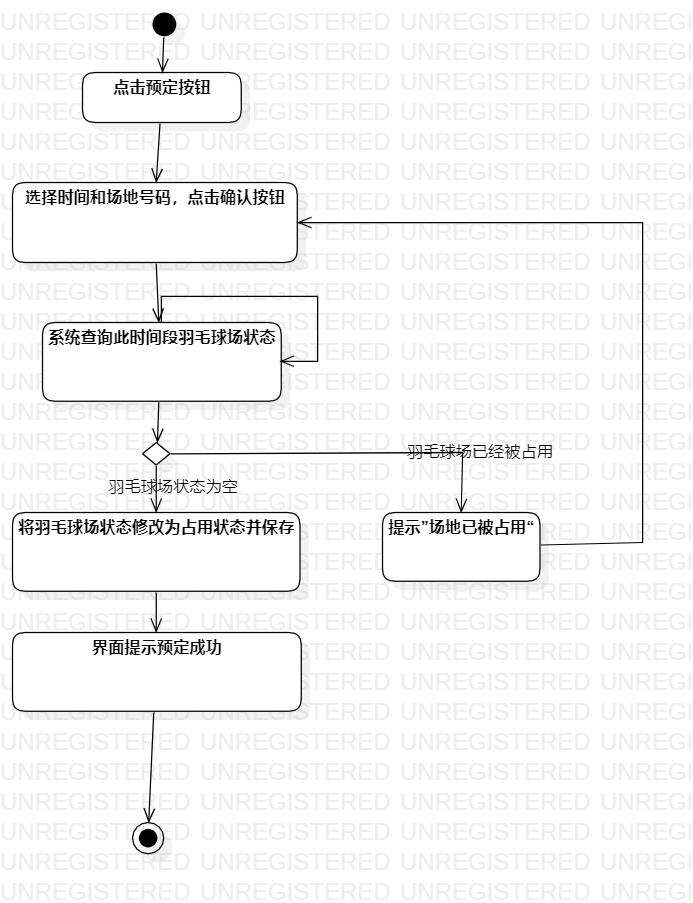 点击预定按钮
选择时间和场地号码，点击确认按钮
系统查询此时间段羽毛球场状态
羽毛球场已经被占用
羽毛球场状态为空
将羽毛球场状态修改为占用状态并保存
提示”场地已被占用“
界面提示预定成功